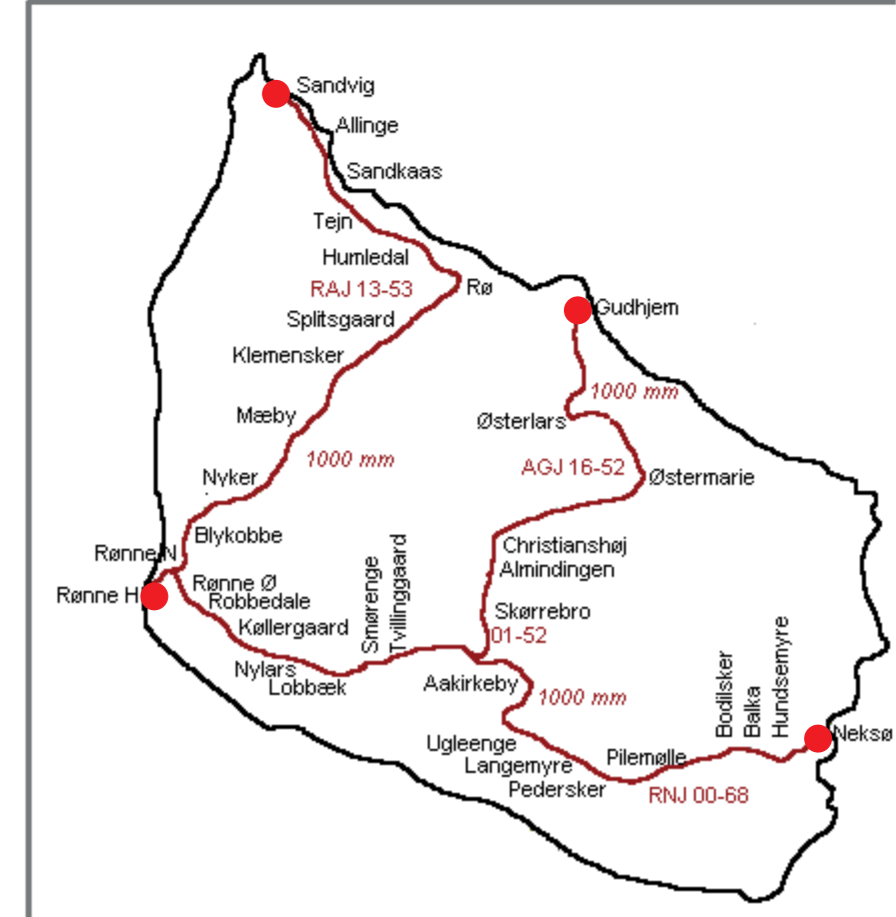 Sandvig
Allinge
Sandkaas
Tejn
Humledal
RAJ 13-53
Rø
Splitsgaard
Gudhjem
Klemensker
1000 mm
Mæby
Østerlars
1000 mm
AGJ 16-52
Nyker
Østermarie
Blykobbe
Christianshøj
Rønne N
Almindingen
Rønne Ø
Rønne H
Robbedale
Smørenge
Tvillinggaard
Skørrebro
Køllergaard
01-52
Nylars
Lobbæk
Aakirkeby
1000 mm
Bodilsker
Balka
Hundsemyre
Neksø
Ugleenge
Langemyre
Pilemølle
Pedersker
RNJ 00-68